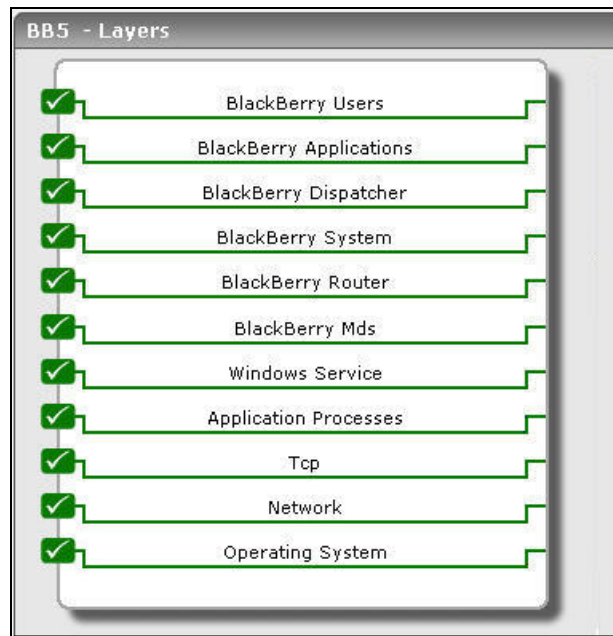 BB5 - Layers
BlackBerry Users
BlackBerry Applications
BlackBerry Dispatcher
BlackBerry System
BlackBerry Router
BlackBerry Mds
Windows Service
Application Processes
Tcp
Network
Operating System